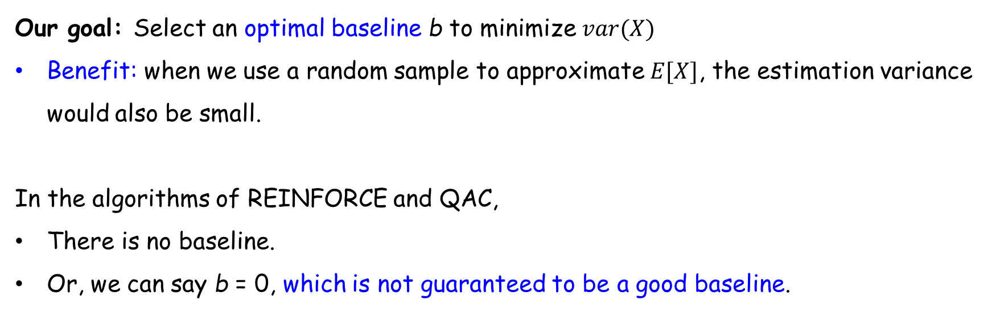 Our goal: Select an optimal baseline b to minimize var(X)
• Benefit: when we use a random sample to approximate E[X], the estimation variance
would also be small.
In the algorithms of REINFORCE and QAC,
• There is no baseline.
• Or, we can say b = 0, which is not guaranteed to be a good baseline.